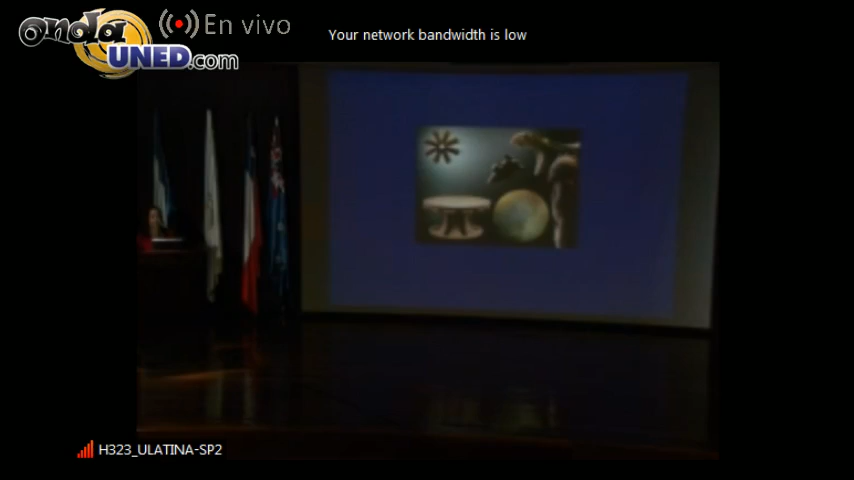 onda
UNED.com
En vivo
Your network bandwidth is low
H323_ULATINA-SP2